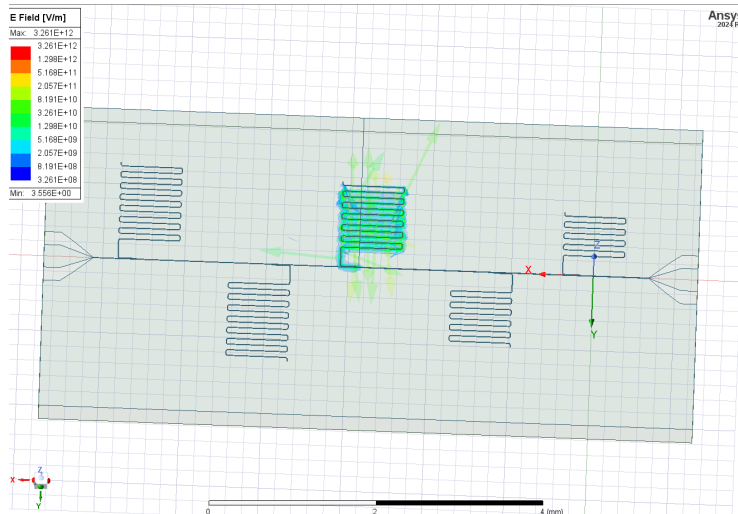 E Field [V/m]
Max: 3.261E+12
3.261E+12
1.298E+12
5.168E+11
2.057E+11
8.191E+10
3.261E+10
1.298E+10
5.168E+09
2.057E+09
8.191E+08
3.261E+08
Min: 3.556E+00
Ansy
2024 R
Z
X
Y
Z
X
Y
0 2 4 (mm)